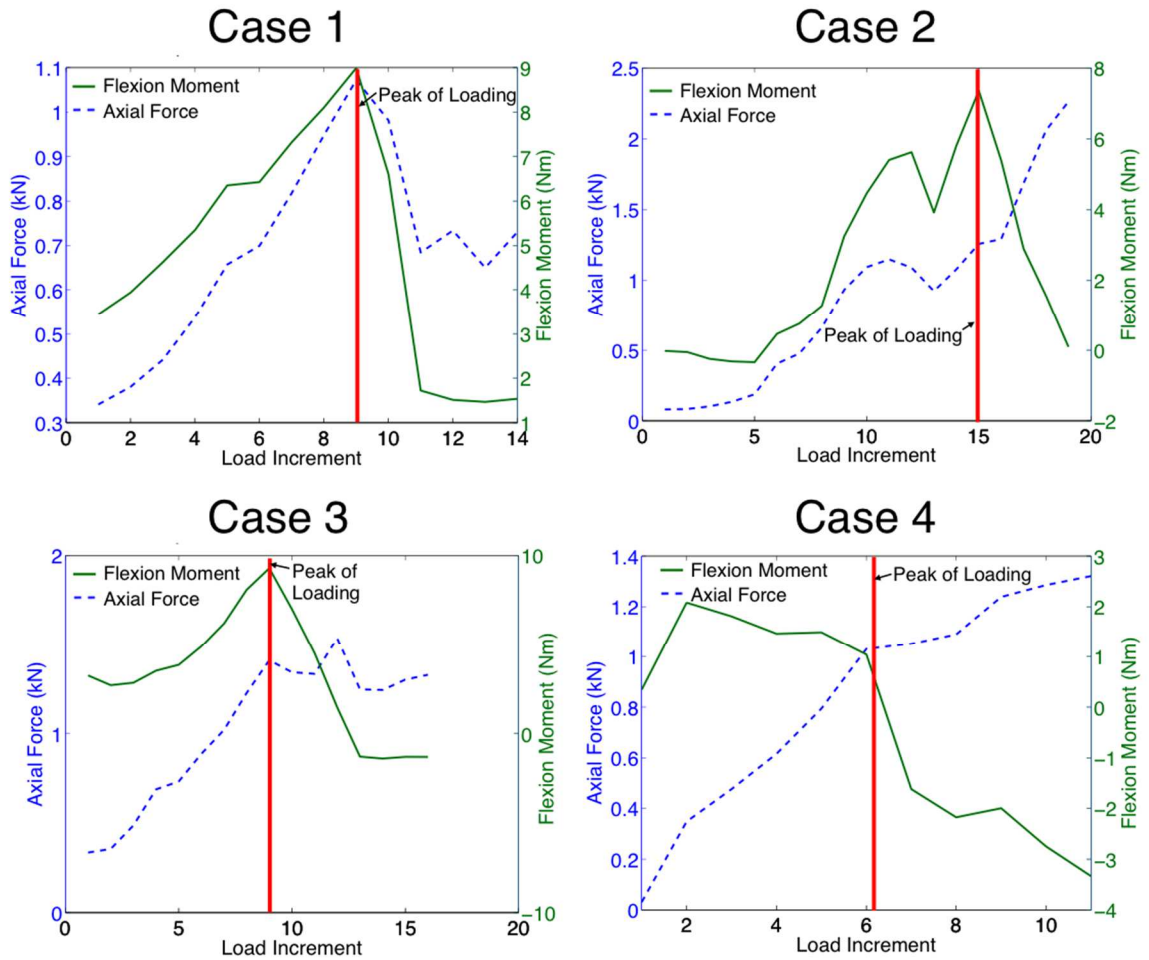 Case 1
Flexion Moment
Axial Force
Peak of Loading
1.1
1
0.9
0.8
0.7
0.6
0.5
0.4
0.3
Axial Force (kN)
9
8
7
6
5
4
3
2
1
Flexion Moment (Nm)
0 2 4 6 8 10 12 14
Load Increment
Case 2
Flexion Moment
Axial Force
Peak of Loading
2.5
2
1.5
1
0.5
0
Axial Force (kN)
8
6
4
2
0
−2
Flexion Moment (Nm)
0 5 10 15 20
Load Increment
Case 3
Flexion Moment
Axial Force
Peak of
Loading
2
1
0
Axial Force (kN)
10
0
−10
Flexion Moment (Nm)
0 5 10 15 20
Load Increment
Case 4
Flexion Moment
Axial Force
Peak of Loading
1.4
1.2
1
0.8
0.6
0.4
0.2
0
Axial Force (kN)
3
2
1
0
−1
−2
−3
−4
Flexion Moment (Nm)
2 4 6 8 10
Load Increment